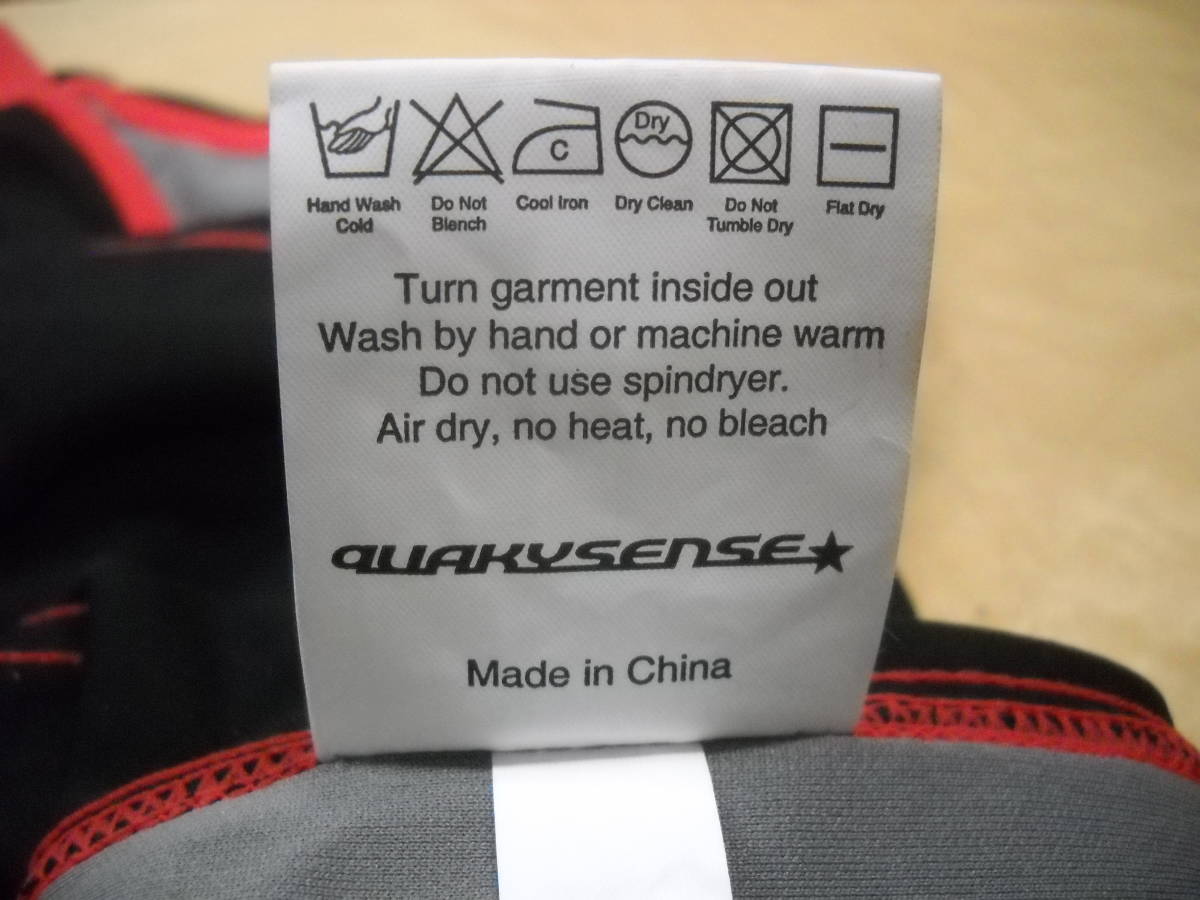 C
Dry
Hand Wash Cold
Do Not Blench
Cool Iron
Dry Clean
Do Not Tumble Dry
Flat Dry
Turn garment inside out
Wash by hand or machine warm
Do not use spindryer.
Air dry, no heat, no bleach
QUAKYSENSE
Made in China